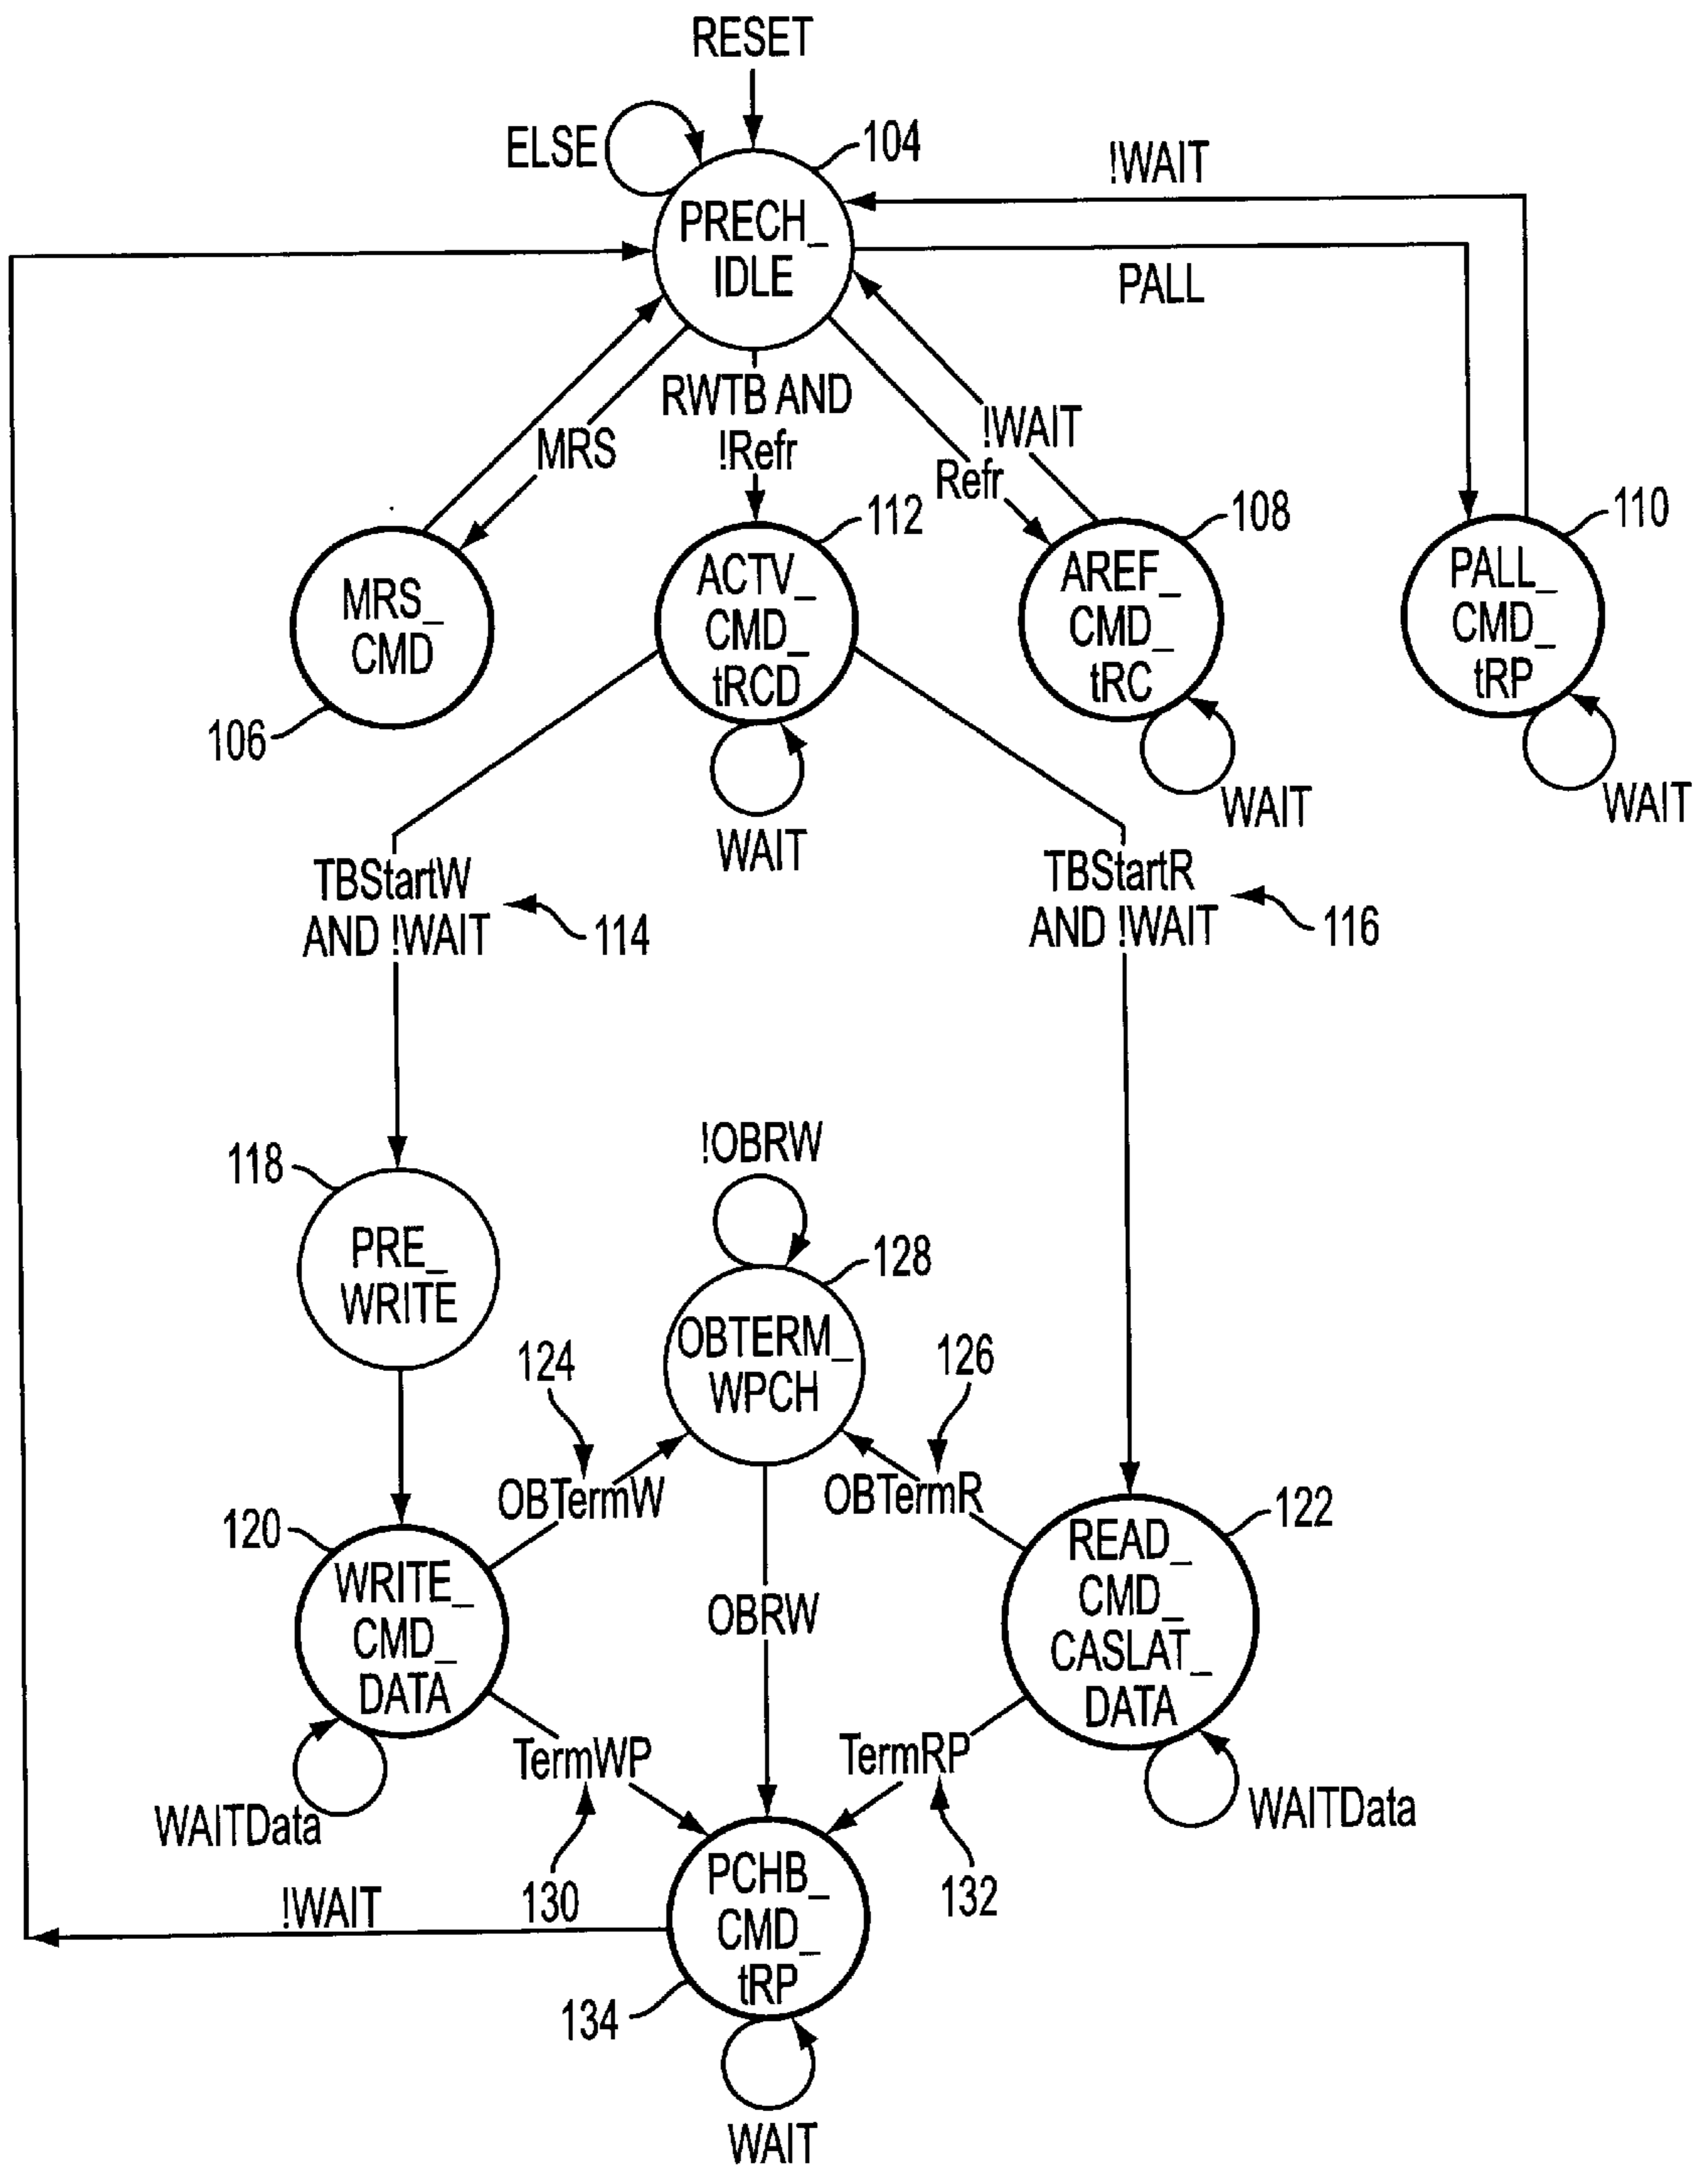 RESET
ELSE
104
!WAIT
PRECH_
IDLE
PALL
RWTB AND
!Refr
MRS
!WAIT
Refr
112
108
110
MRS_
CMD
ACTV_
CMD_
tRCD
AREF_
CMD_
tRC
PALL_
CMD_
tRP
106
WAIT
WAIT
WAIT
TBStartW
AND !WAIT
114
TBStartR
AND !WAIT
116
!OBRW
118
PRE_
WRITE
128
OBTERM_
WPCH
124
126
OBTermW
OBTermR
120
122
WRITE_
CMD_
DATA
OBRW
READ_
CMD_
CASLAT_
DATA
TermWP
TermRP
WAITData
WAITData
130
132
!WAIT
PCHB_
CMD_
tRP
134
WAIT